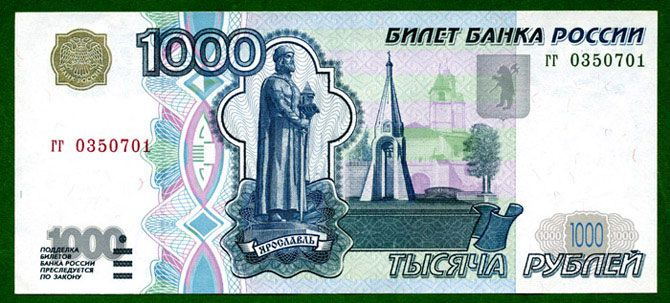 1000
БИЛЕТ БАНКА РОССИИ
гг 0350701
гг 0350701
ЯРОСЛАВЛЬ
1000
ПОДДЕЛКА
БИЛЕТОВ
БАНКА РОССИИ
ПРЕСЛЕДУЕТСЯ
ПО ЗАКОНУ
1000
ТЫСЯЧА РУБЛЕЙ